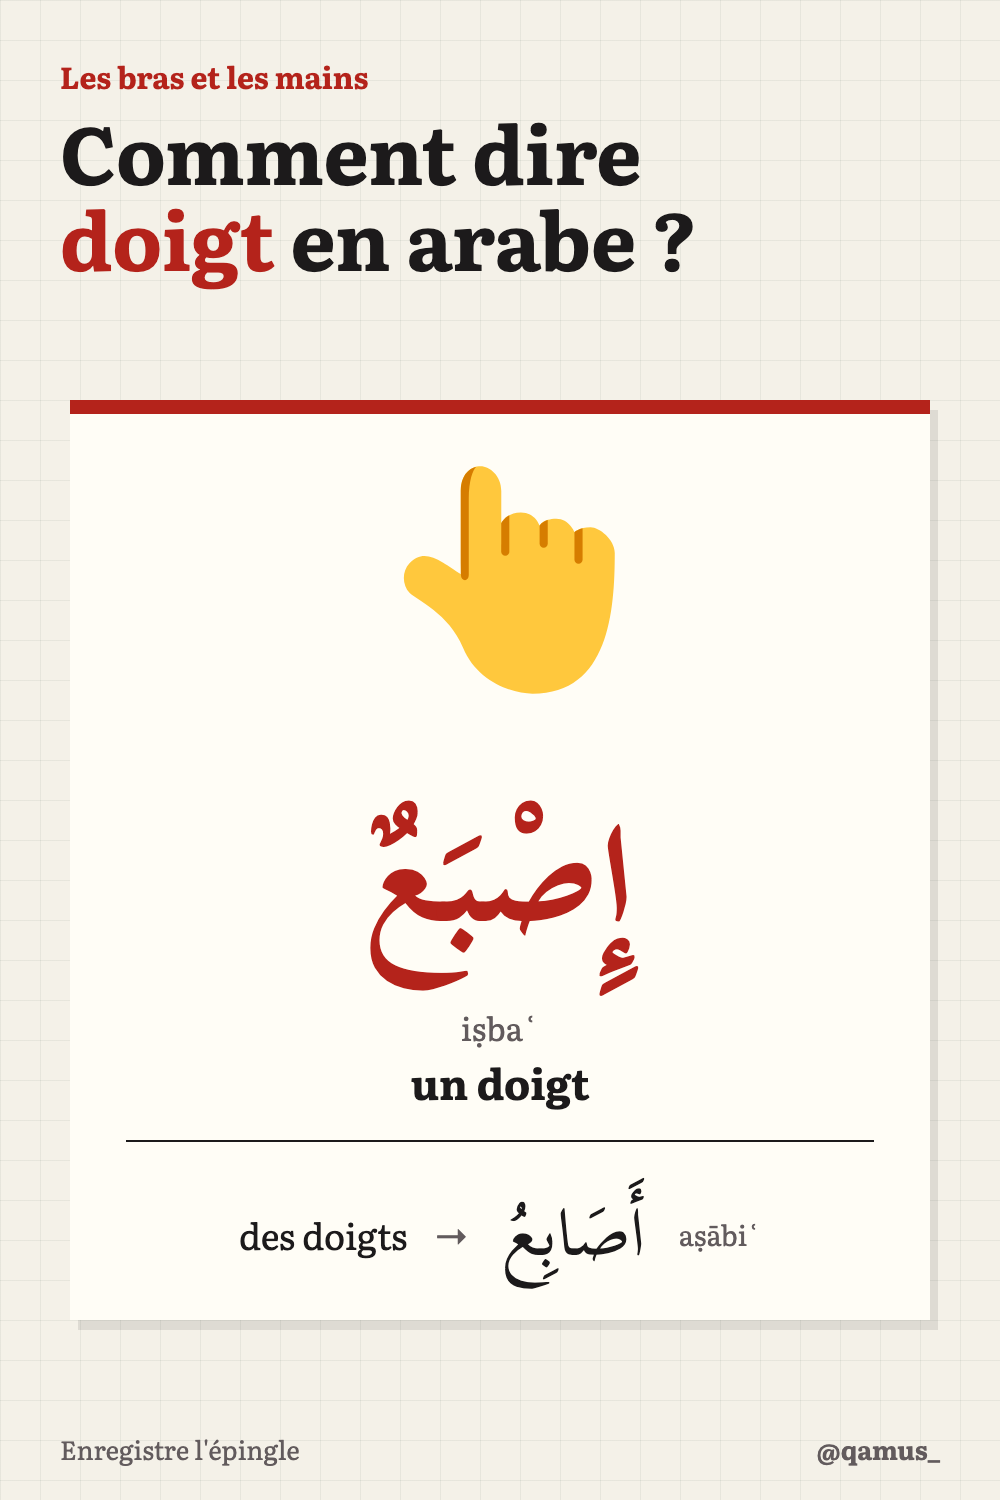 Les bras et les mains
Comment dire
doigt en arabe ?
إِصْبَعٌ
iṣbaʿ
un doigt
des doigts → أَصَابِعُ aṣābiʿ
Enregistre l'épingle
@qamus_